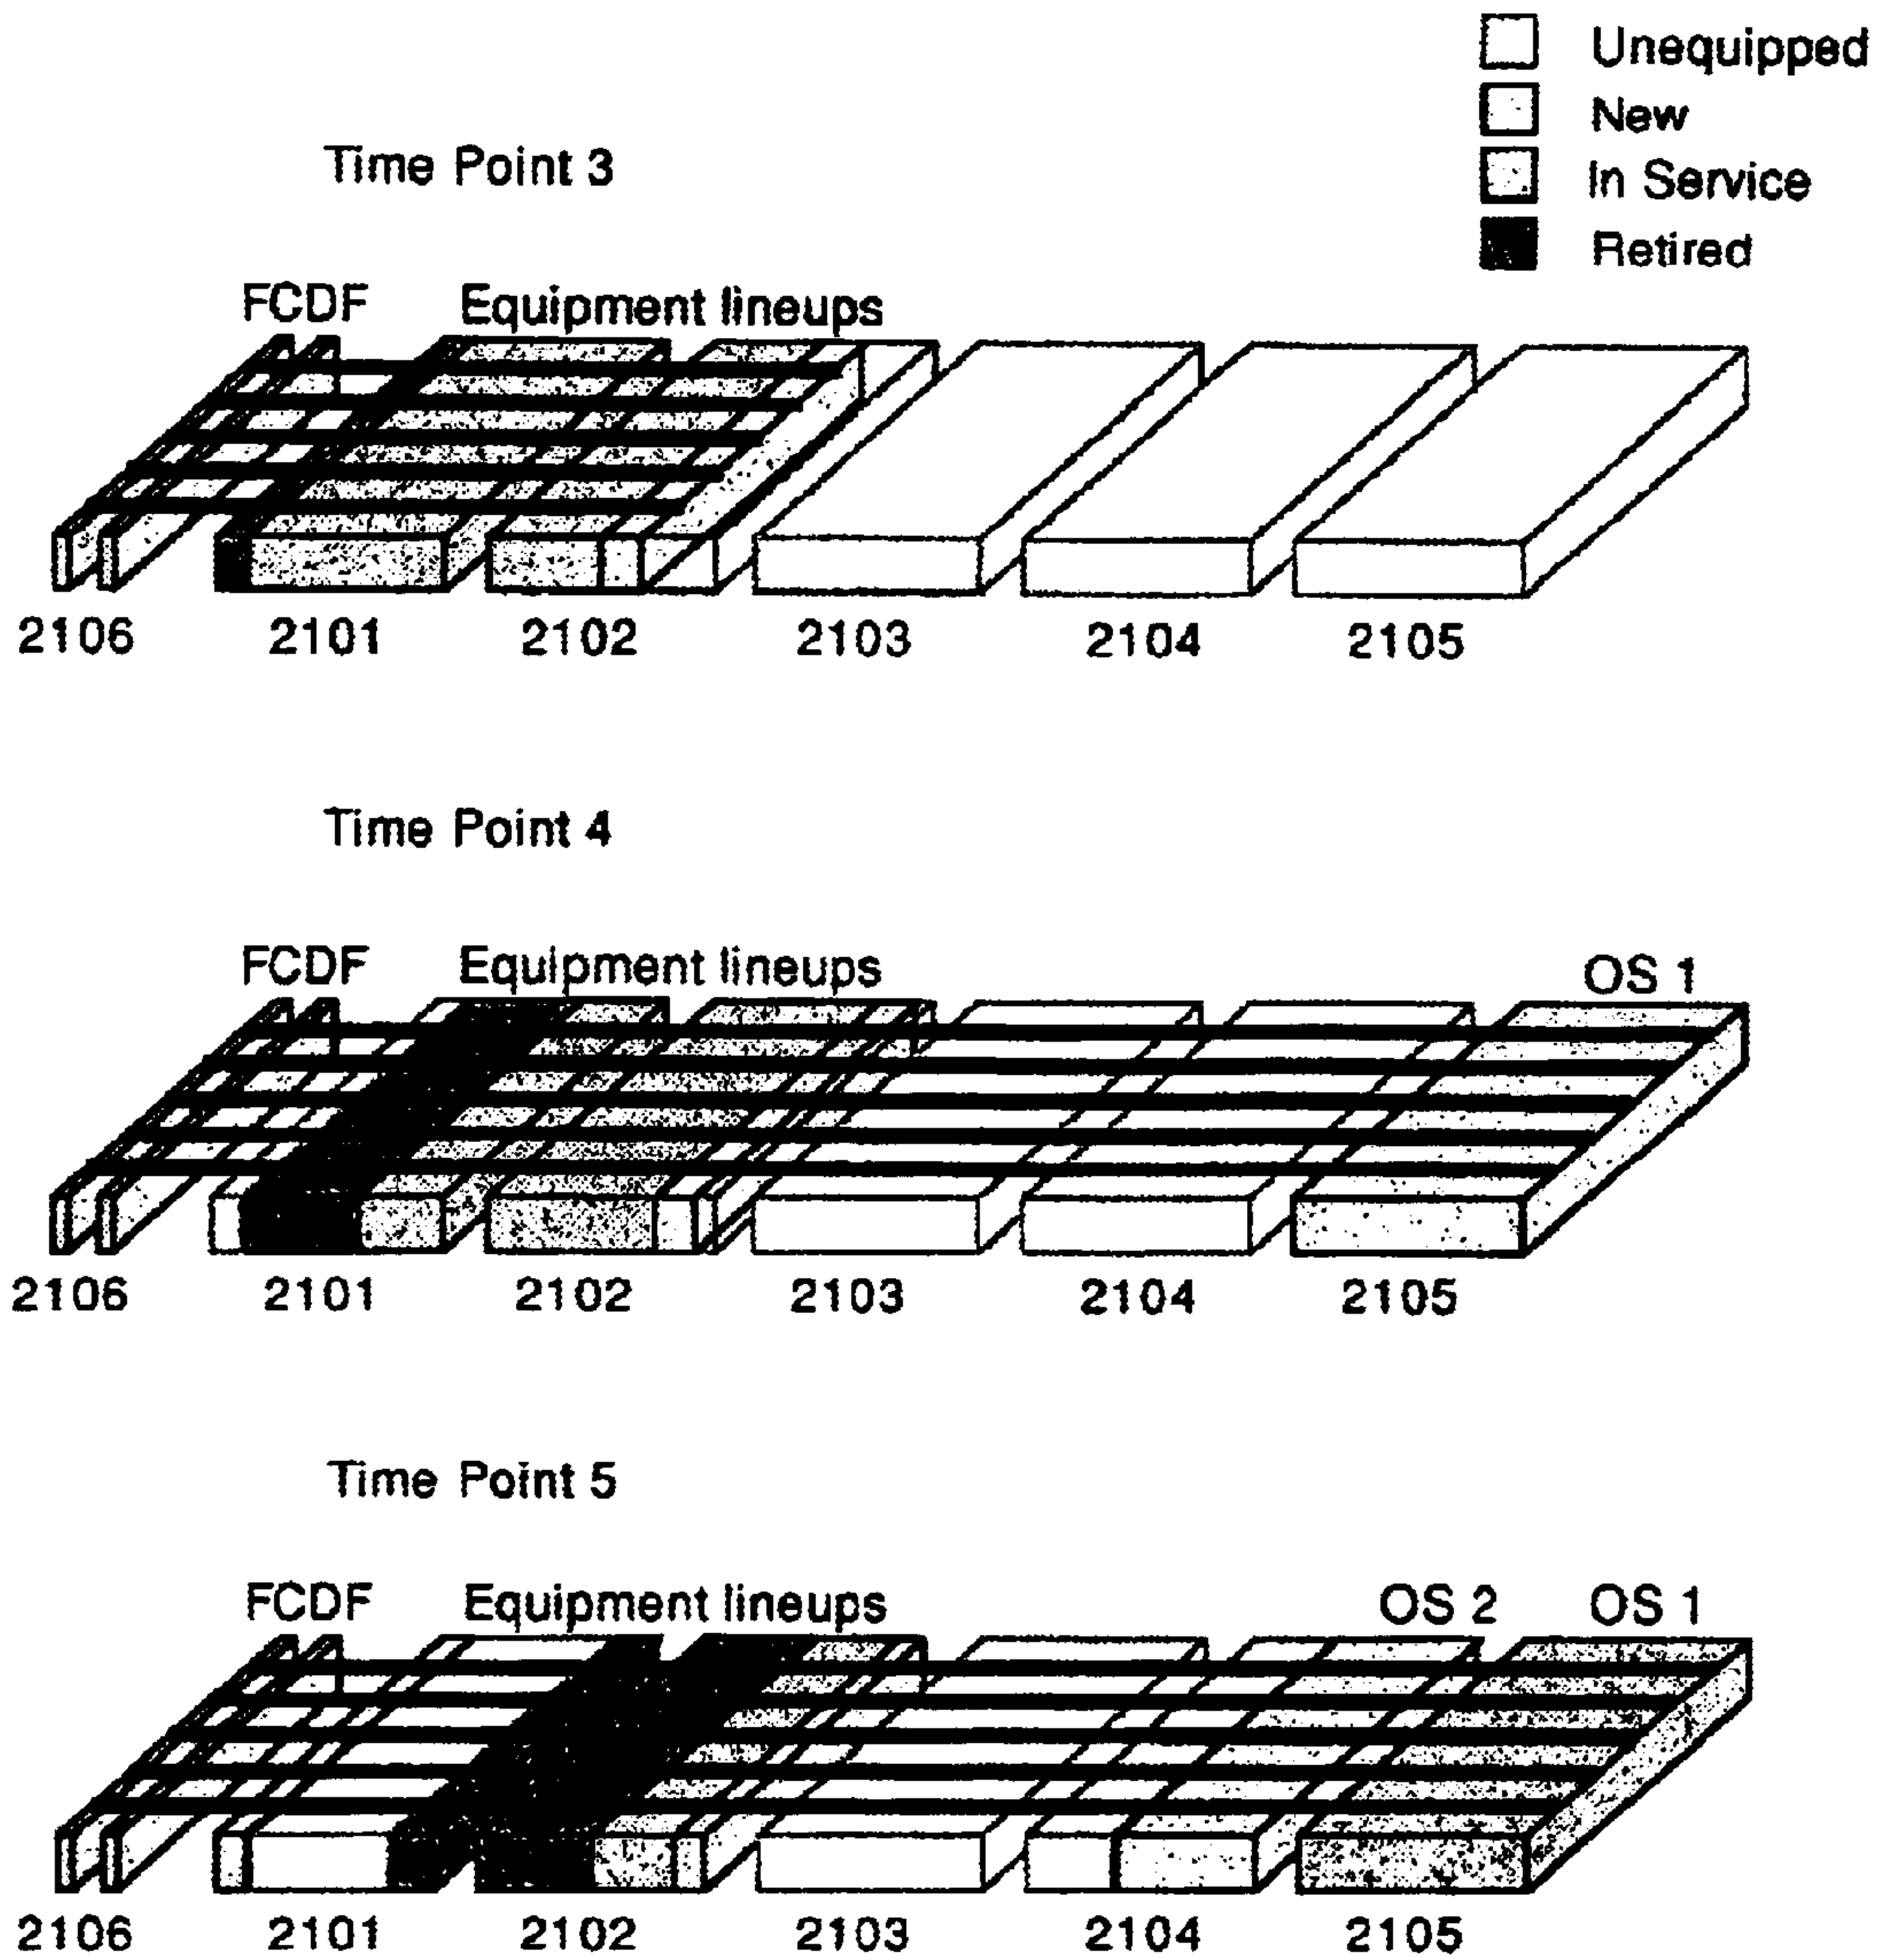 Unequipped
New
In Service
Retired
Time Point 3
FCDF Equipment lineups
2106 2101 2102 2103 2104 2105
Time Point 4
FCDF Equipment lineups OS 1
2106 2101 2102 2103 2104 2105
Time Point 5
FCDF Equipment lineups OS 2 OS 1
2106 2101 2102 2103 2104 2105